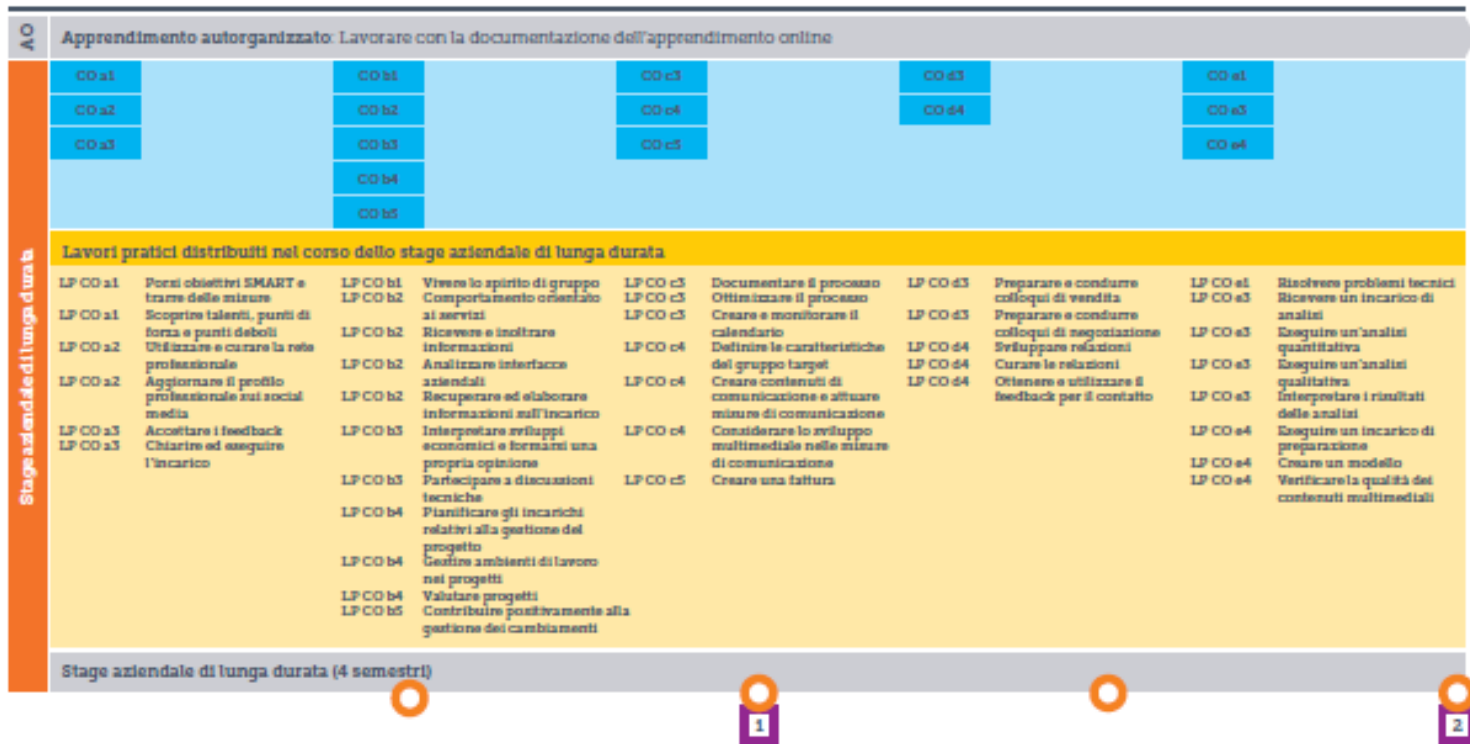 AO
Apprendimento autorganizzato: Lavorare con la documentazione dell'apprendimento online
Stage aziendale di lunga durata
CO a1
CO a2
CO a3
CO b1
CO b2
CO b3
CO b4
CO b5
CO c3
CO c4
CO c5
CO d3
CO d4
CO e1
CO e3
CO e4
Lavori pratici distribuiti nel corso dello stage aziendale di lunga durata
LP CO a1 Porsi obiettivi SMART e
trarre delle misure
LP CO a1 Scoprire talenti, punti di
forza e punti deboli
LP CO a2 Utilizzare e curare la rete
professionale
LP CO a2 Aggiornare il profilo
professionale sui social
media
LP CO a3 Accettare i feedback
LP CO a3 Chiarire ed eseguire
l'incarico
LP CO b1 Vivere lo spirito di gruppo
LP CO b2 Comportamento orientato
ai servizi
LP CO b2 Ricevere e inoltrare
informazioni
LP CO b2 Analizzare interfacce
aziendali
LP CO b2 Recuperare ed elaborare
informazioni sull'incarico
LP CO b3 Interpretare sviluppi
economici e formarsi una
propria opinione
LP CO b3 Partecipare a discussioni
tecniche
LP CO b4 Pianificare gli incarichi
relativi alla gestione del
progetto
LP CO b4 Gestire ambienti di lavoro
nei progetti
LP CO b4 Valutare progetti
LP CO b5 Contribuire positivamente alla
gestione dei cambiamenti
LP CO c3 Documentare il processo
LP CO c3 Ottimizzare il processo
LP CO c3 Creare e monitorare il
calendario
LP CO c4 Definire le caratteristiche
del gruppo target
LP CO c4 Creare contenuti di
comunicazione e attuare
misure di comunicazione
LP CO c4 Considerare lo sviluppo
multimediale nelle misure
di comunicazione
LP CO c5 Creare una fattura
LP CO d3 Preparare e condurre
colloqui di vendita
LP CO d3 Preparare e condurre
colloqui di negoziazione
LP CO d4 Sviluppare relazioni
LP CO d4 Curare le relazioni
LP CO d4 Ottenere e utilizzare il
feedback per il contatto
LP CO e1 Risolvere problemi tecnici
LP CO e3 Ricevere un incarico di
analisi
LP CO e3 Eseguire un'analisi
quantitativa
LP CO e3 Eseguire un'analisi
qualitativa
LP CO e3 Interpretare i risultati
delle analisi
LP CO e4 Eseguire un incarico di
preparazione
LP CO e4 Creare un modello
LP CO e4 Verificare la qualità dei
contenuti multimediali
Stage aziendale di lunga durata (4 semestri)
1
2